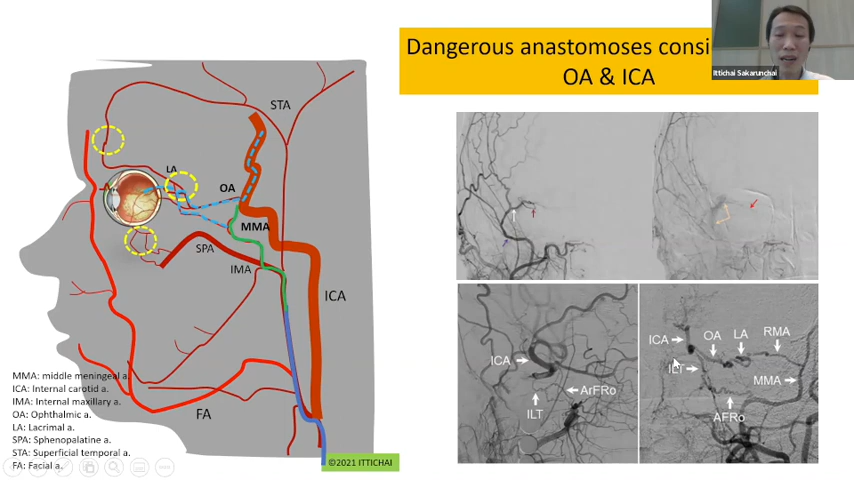 Dangerous anastomoses consi
OA & ICA
Ittichai Sakarunchai
STA
LA
OA
MMA
SPA
IMA
ICA
FA
MMA: middle meningeal a.
ICA: Internal carotid a.
IMA: Internal maxillary a.
OA: Ophthalmic a.
LA: Lacrimal a.
SPA: Sphenopalatine a.
STA: Superficial temporal a.
FA: Facial a.
©2021 ITTICHAI
ICA
ArFRo
ILT
ICA
OA
LA
RMA
ILT
MMA
AFRo